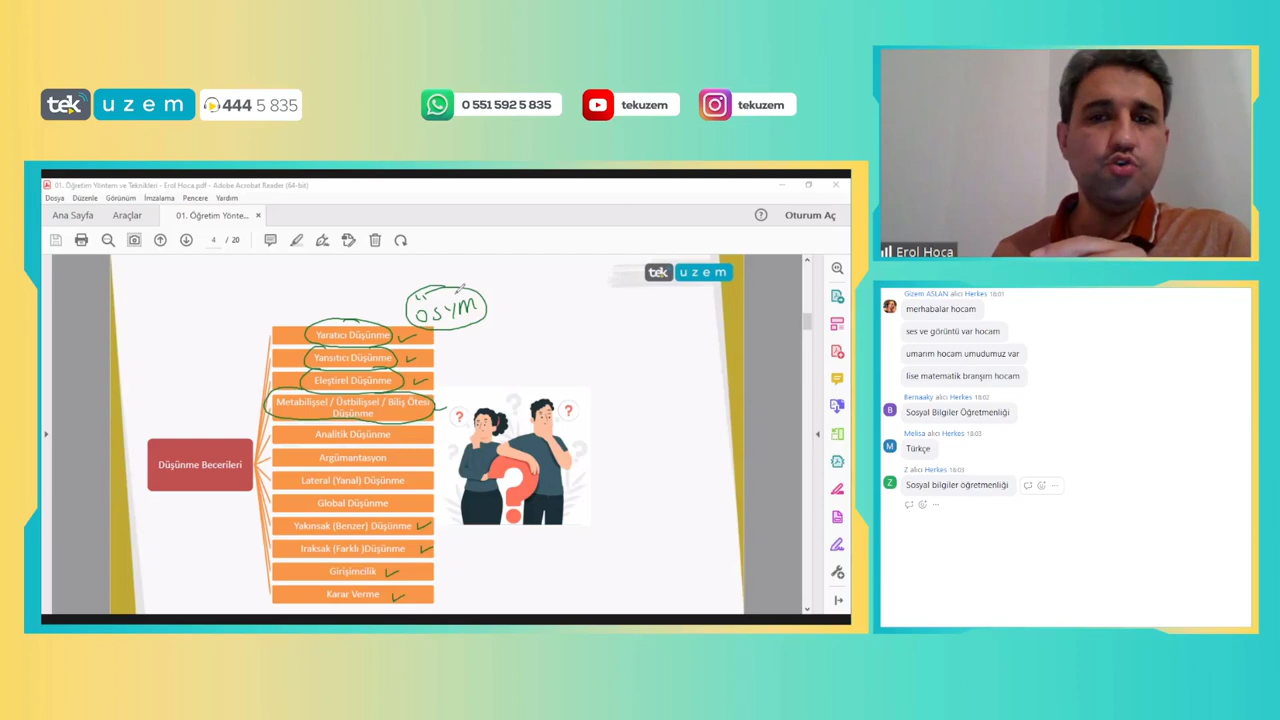 tek uzem 444 5 835
0 551 592 5 835
tekuzem
tekuzem
01. Öğretim Yöntem ve Teknikleri - Erol Hoca.pdf - Adobe Acrobat Reader (64-bit)
Dosya Düzenle Görünüm İmzalama Pencere Yardım
Ana Sayfa Araçlar 01. Öğretim Yönte... × Oturum Aç
4 / 20
tek uzem
ÖSYM
Yaratıcı Düşünme
Yansıtıcı Düşünme
Eleştirel Düşünme
Metabilişsel / Üstbilişsel / Biliş Ötesi
Düşünme
Analitik Düşünme
Argümantasyon
Düşünme Becerileri
Lateral (Yanal) Düşünme
Global Düşünme
Yakınsak (Benzer) Düşünme
Iraksak (Farklı )Düşünme
Girişimcilik
Karar Verme
Erol Hoca
Gizem ASLAN alıcı Herkes 18:01
merhabalar hocam
ses ve görüntü var hocam
umarım hocam umudumuz var
lise matematik branşım hocam
Bernaaky alıcı Herkes 18:02
B
Sosyal Bilgiler Öğretmenliği
Melisa alıcı Herkes 18:03
M
Türkçe
Z alıcı Herkes 18:03
Z
Sosyal bilgiler öğretmenliği